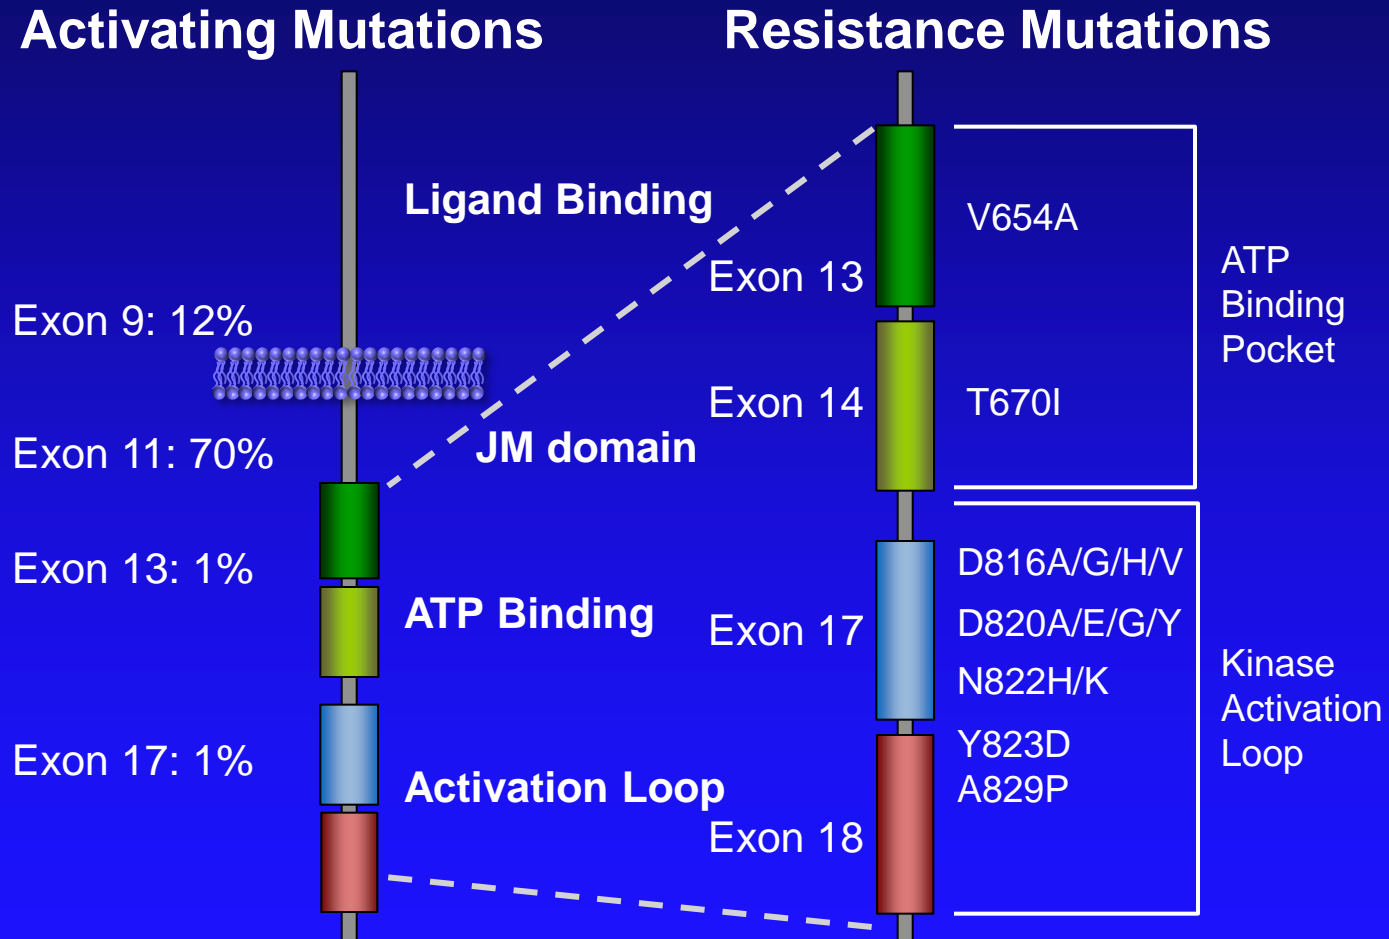 Activating Mutations
Resistance Mutations
Ligand Binding
Exon 9: 12%
Exon 11: 70%
JM domain
Exon 13: 1%
ATP Binding
Exon 17: 1%
Activation Loop
Exon 13
V654A
Exon 14
T670I
ATP
Binding
Pocket
Exon 17
D816A/G/H/V
D820A/E/G/Y
N822H/K
Y823D
A829P
Exon 18
Kinase
Activation
Loop